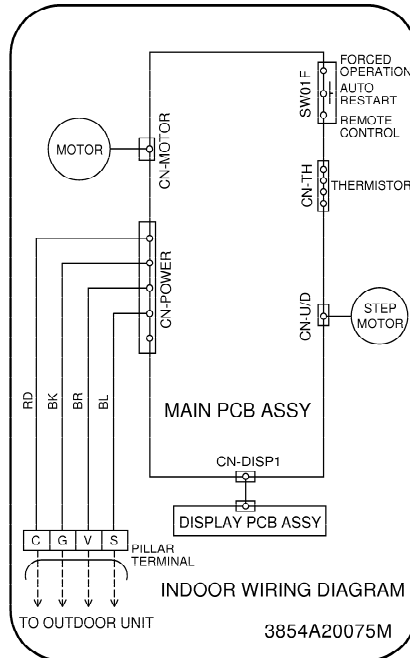 FORCED
OPERATION
AUTO
RESTART
REMOTE
CONTROL
SW01F
MOTOR
CN-MOTOR
CN-TH
THERMISTOR
CN-POWER
CN-U/D
STEP
MOTOR
RD
BK
BR
BL
MAIN PCB ASSY
CN-DISP1
DISPLAY PCB ASSY
C G V S
PILLAR
TERMINAL
INDOOR WIRING DIAGRAM
TO OUTDOOR UNIT
3854A20075M